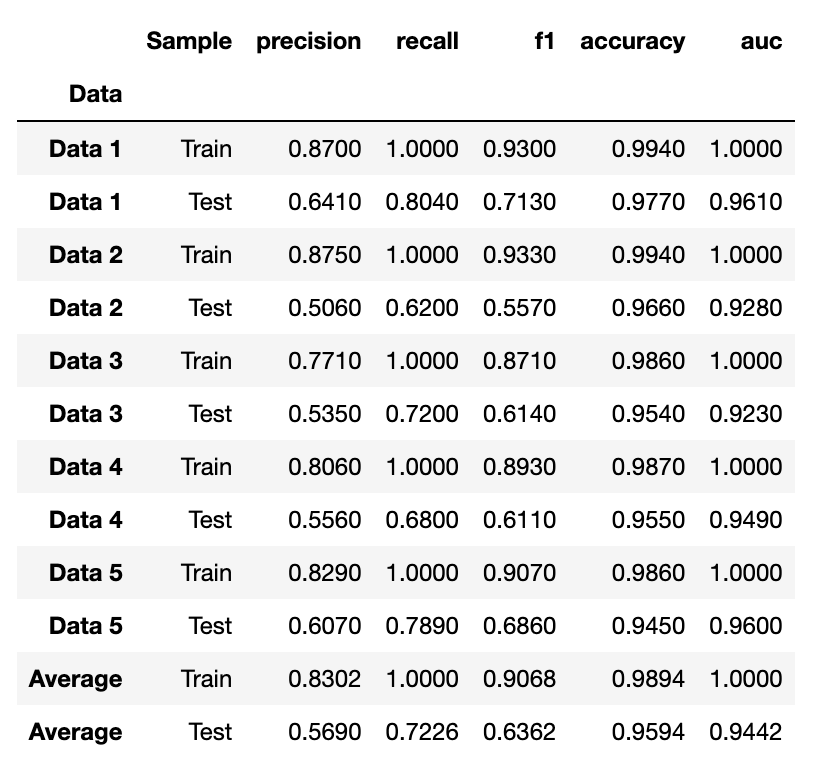 Sample precision recall f1 accuracy auc
Data
Data 1 Train 0.8700 1.0000 0.9300 0.9940 1.0000
Data 1 Test 0.6410 0.8040 0.7130 0.9770 0.9610
Data 2 Train 0.8750 1.0000 0.9330 0.9940 1.0000
Data 2 Test 0.5060 0.6200 0.5570 0.9660 0.9280
Data 3 Train 0.7710 1.0000 0.8710 0.9860 1.0000
Data 3 Test 0.5350 0.7200 0.6140 0.9540 0.9230
Data 4 Train 0.8060 1.0000 0.8930 0.9870 1.0000
Data 4 Test 0.5560 0.6800 0.6110 0.9550 0.9490
Data 5 Train 0.8290 1.0000 0.9070 0.9860 1.0000
Data 5 Test 0.6070 0.7890 0.6860 0.9450 0.9600
Average Train 0.8302 1.0000 0.9068 0.9894 1.0000
Average Test 0.5690 0.7226 0.6362 0.9594 0.9442